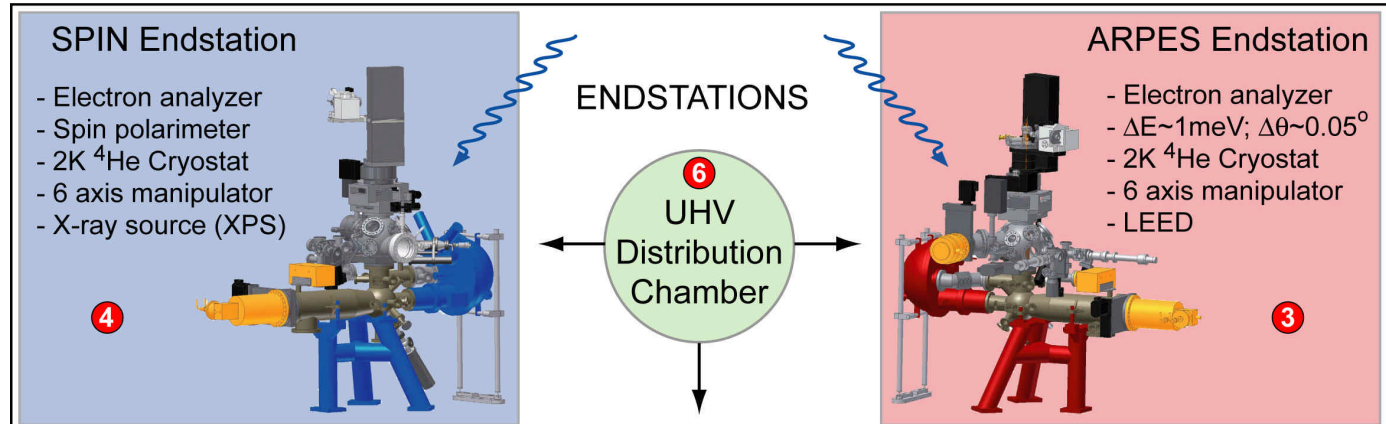 SPIN Endstation
- Electron analyzer
- Spin polarimeter
- 2K ⁴He Cryostat
- 6 axis manipulator
- X-ray source (XPS)
4
ENDSTATIONS
6
UHV
Distribution
Chamber
ARPES Endstation
- Electron analyzer
- ΔE~1meV; Δθ~0.05°
- 2K ⁴He Cryostat
- 6 axis manipulator
- LEED
3